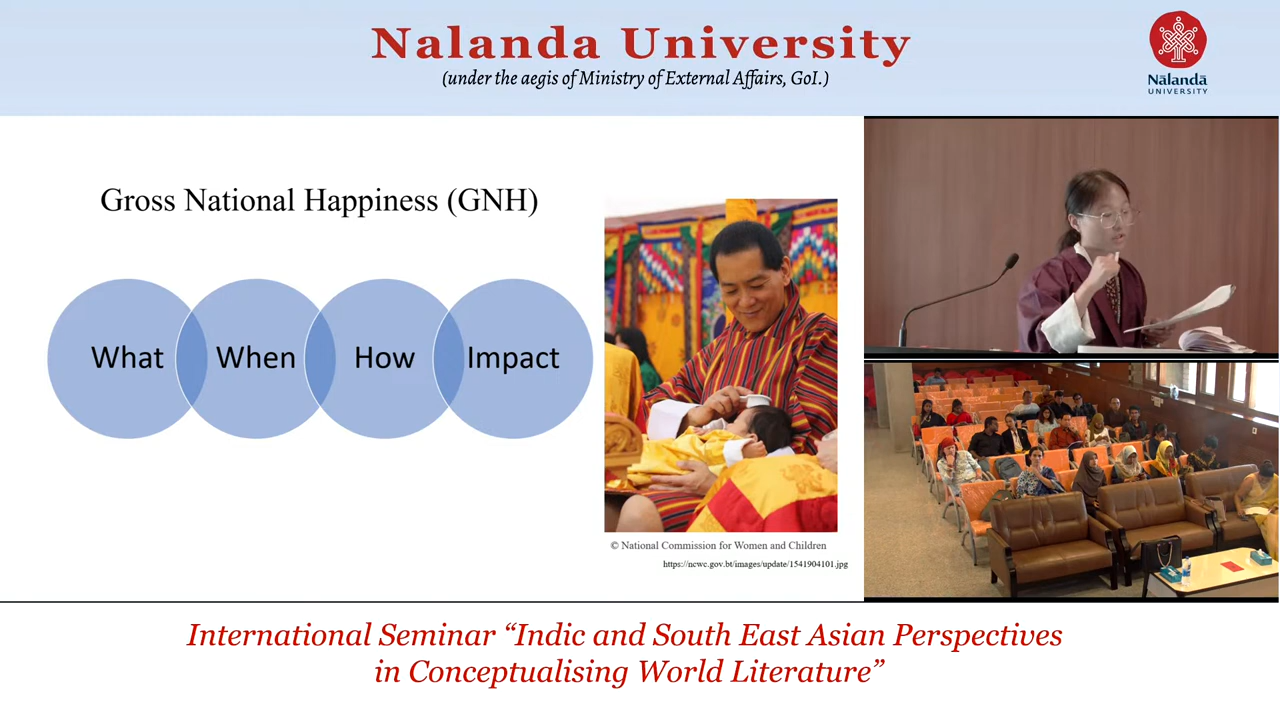 Nalanda University
(under the aegis of Ministry of External Affairs, GoI.)
Nālandā
UNIVERSITY
Gross National Happiness (GNH)
What
When
How
Impact
© National Commission for Women and Children
https://ncwc.gov.bt/images/update/1541904101.jpg
International Seminar “Indic and South East Asian Perspectives
in Conceptualising World Literature”